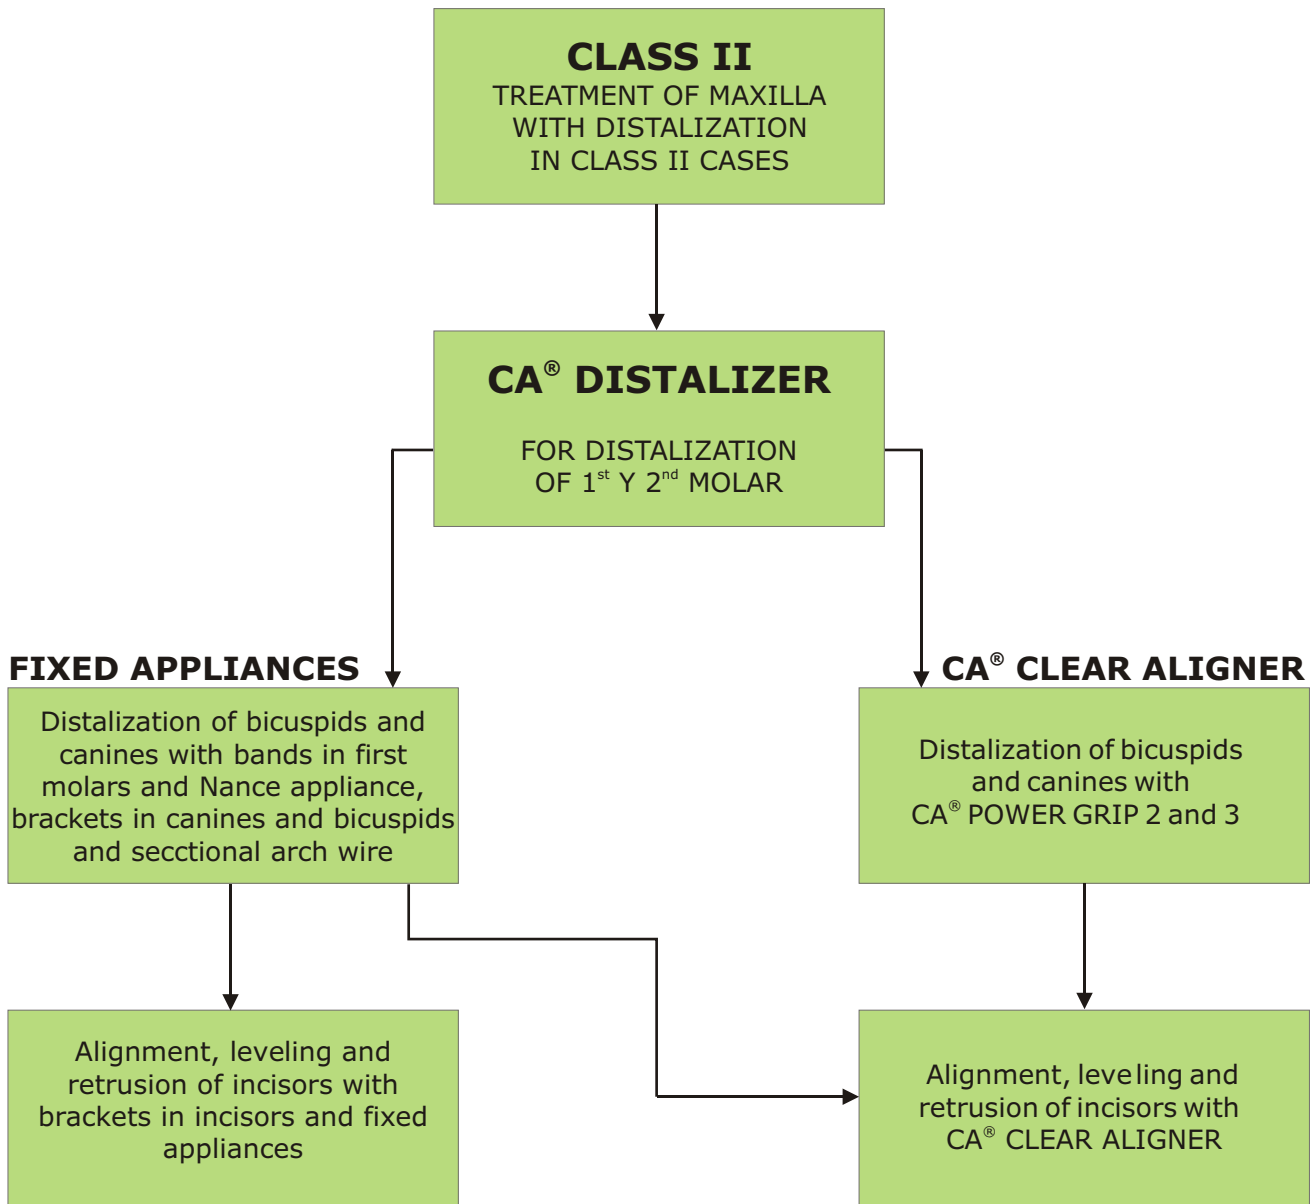 CLASS II
TREATMENT OF MAXILLA
WITH DISTALIZATION
IN CLASS II CASES
CA® DISTALIZER
FOR DISTALIZATION
OF 1st Y 2nd MOLAR
FIXED APPLIANCES
Distalization of bicuspids and
canines with bands in first
molars and Nance appliance,
brackets in canines and bicuspids
and secctional arch wire
CA® CLEAR ALIGNER
Distalization of bicuspids
and canines with
CA® POWER GRIP 2 and 3
Alignment, leveling and
retrusion of incisors with
brackets in incisors and fixed
appliances
Alignment, leveling and
retrusion of incisors with
CA® CLEAR ALIGNER